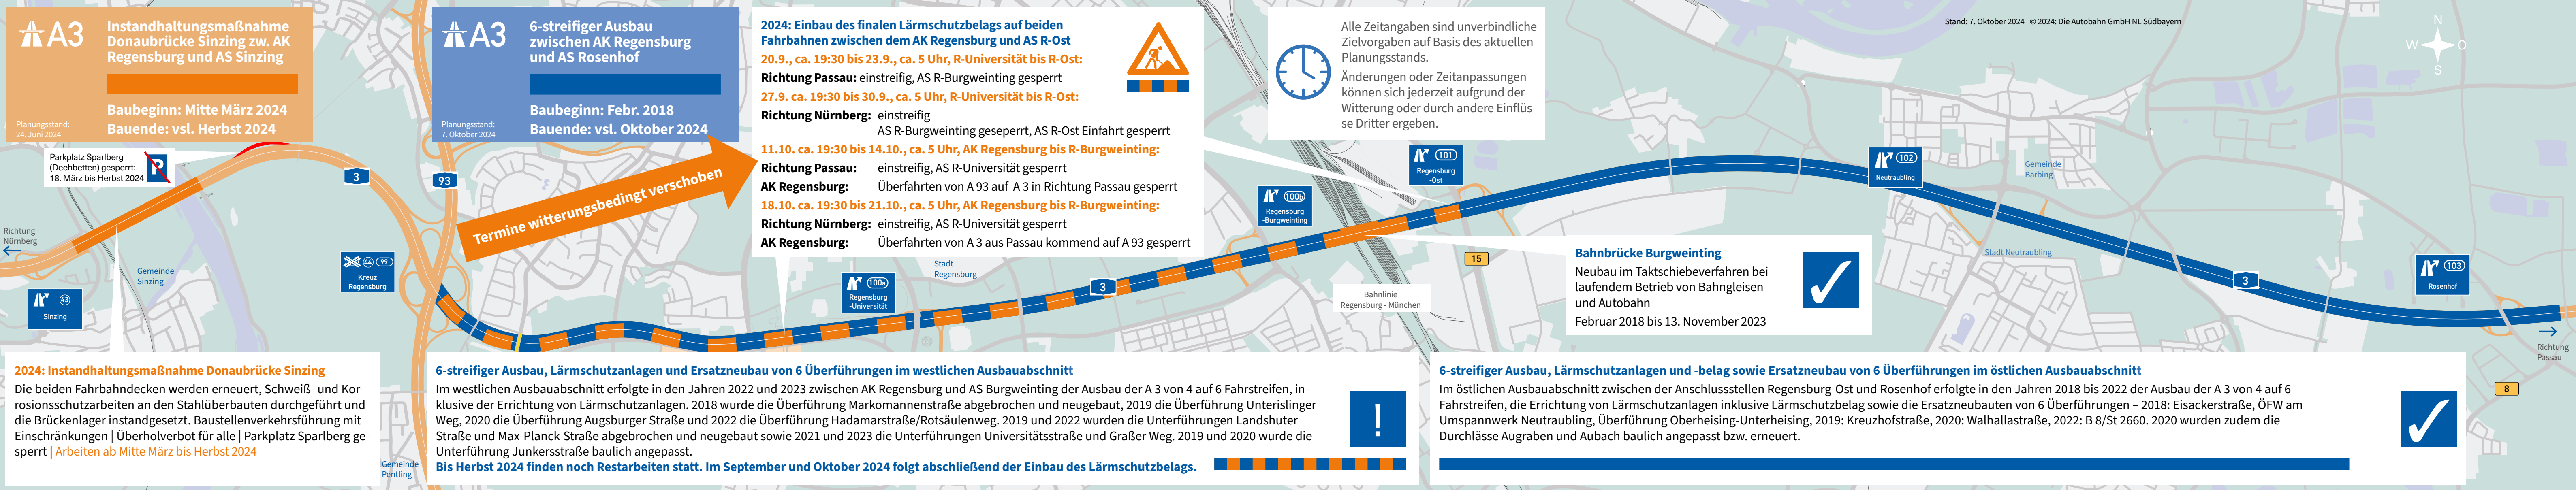 A3
Instandhaltungsmaßnahme
Donaubrücke Sinzing zw. AK
Regensburg und AS Sinzing
Baubeginn: Mitte März 2024
Bauende: vsl. Herbst 2024
Planungsstand:
24. Juni 2024
A3
6-streifiger Ausbau
zwischen AK Regensburg
und AS Rosenhof
Baubeginn: Febr. 2018
Bauende: vsl. Oktober 2024
Planungsstand:
7. Oktober 2024
2024: Einbau des finalen Lärmschutzbelags auf beiden
Fahrbahnen zwischen dem AK Regensburg und AS R-Ost
20.9., ca. 19:30 bis 23.9., ca. 5 Uhr, R-Universität bis R-Ost:
Richtung Passau: einstreifig, AS R-Burgweinting gesperrt
27.9. ca. 19:30 bis 30.9., ca. 5 Uhr, R-Universität bis R-Ost:
Richtung Nürnberg: einstreifig
AS R-Burgweinting geseperrt, AS R-Ost Einfahrt gesperrt
11.10. ca. 19:30 bis 14.10., ca. 5 Uhr, AK Regensburg bis R-Burgweinting:
Richtung Passau: einstreifig, AS R-Universität gesperrt
AK Regensburg: Überfahrten von A 93 auf A 3 in Richtung Passau gesperrt
18.10. ca. 19:30 bis 21.10., ca. 5 Uhr, AK Regensburg bis R-Burgweinting:
Richtung Nürnberg: einstreifig, AS R-Universität gesperrt
AK Regensburg: Überfahrten von A 3 aus Passau kommend auf A 93 gesperrt
Termine witterungsbedingt verschoben
Alle Zeitangaben sind unverbindliche
Zielvorgaben auf Basis des aktuellen
Planungsstands.
Änderungen oder Zeitanpassungen
können sich jederzeit aufgrund der
Witterung oder durch andere Einflüs-
se Dritter ergeben.
Stand: 7. Oktober 2024 | © 2024: Die Autobahn GmbH NL Südbayern
N
W O
S
Parkplatz Sparlberg
(Dechbetten) gesperrt:
18. März bis Herbst 2024
P
3
93
Richtung
Nürnberg
Gemeinde
Sinzing
43
Sinzing
44 99
Kreuz
Regensburg
100a
Regensburg
-Universität
Stadt
Regensburg
3
100b
Regensburg
-Burgweinting
101
Regensburg
-Ost
15
Bahnlinie
Regensburg - München
102
Neutraubling
Gemeinde
Barbing
Stadt Neutraubling
3
103
Rosenhof
Richtung
Passau
8
Bahnbrücke Burgweinting
Neubau im Taktschiebeverfahren bei
laufendem Betrieb von Bahngleisen
und Autobahn
Februar 2018 bis 13. November 2023
2024: Instandhaltungsmaßnahme Donaubrücke Sinzing
Die beiden Fahrbahndecken werden erneuert, Schweiß- und Kor-
rosionsschutzarbeiten an den Stahlüberbauten durchgeführt und
die Brückenlager instandgesetzt. Baustellenverkehrsführung mit
Einschränkungen | Überholverbot für alle | Parkplatz Sparlberg ge-
sperrt | Arbeiten ab Mitte März bis Herbst 2024
Gemeinde
Pentling
6-streifiger Ausbau, Lärmschutzanlagen und Ersatzneubau von 6 Überführungen im westlichen Ausbauabschnitt
Im westlichen Ausbauabschnitt erfolgte in den Jahren 2022 und 2023 zwischen AK Regensburg und AS Burgweinting der Ausbau der A 3 von 4 auf 6 Fahrstreifen, in-
klusive der Errichtung von Lärmschutzanlagen. 2018 wurde die Überführung Markomannenstraße abgebrochen und neugebaut, 2019 die Überführung Unterislinger
Weg, 2020 die Überführung Augsburger Straße und 2022 die Überführung Hadamarstraße/Rotsäulenweg. 2019 und 2022 wurden die Unterführungen Landshuter
Straße und Max-Planck-Straße abgebrochen und neugebaut sowie 2021 und 2023 die Unterführungen Universitätsstraße und Graßer Weg. 2019 und 2020 wurde die
Unterführung Junkersstraße baulich angepasst.
Bis Herbst 2024 finden noch Restarbeiten statt. Im September und Oktober 2024 folgt abschließend der Einbau des Lärmschutzbelags.
!
6-streifiger Ausbau, Lärmschutzanlagen und -belag sowie Ersatzneubau von 6 Überführungen im östlichen Ausbauabschnitt
Im östlichen Ausbauabschnitt zwischen der Anschlussstellen Regensburg-Ost und Rosenhof erfolgte in den Jahren 2018 bis 2022 der Ausbau der A 3 von 4 auf 6
Fahrstreifen, die Errichtung von Lärmschutzanlagen inklusive Lärmschutzbelag sowie die Ersatzneubauten von 6 Überführungen – 2018: Eisackerstraße, ÖFW am
Umspannwerk Neutraubling, Überführung Oberheising-Unterheising, 2019: Kreuzhofstraße, 2020: Walhallastraße, 2022: B 8/St 2660. 2020 wurden zudem die
Durchlässe Augraben und Aubach baulich angepasst bzw. erneuert.